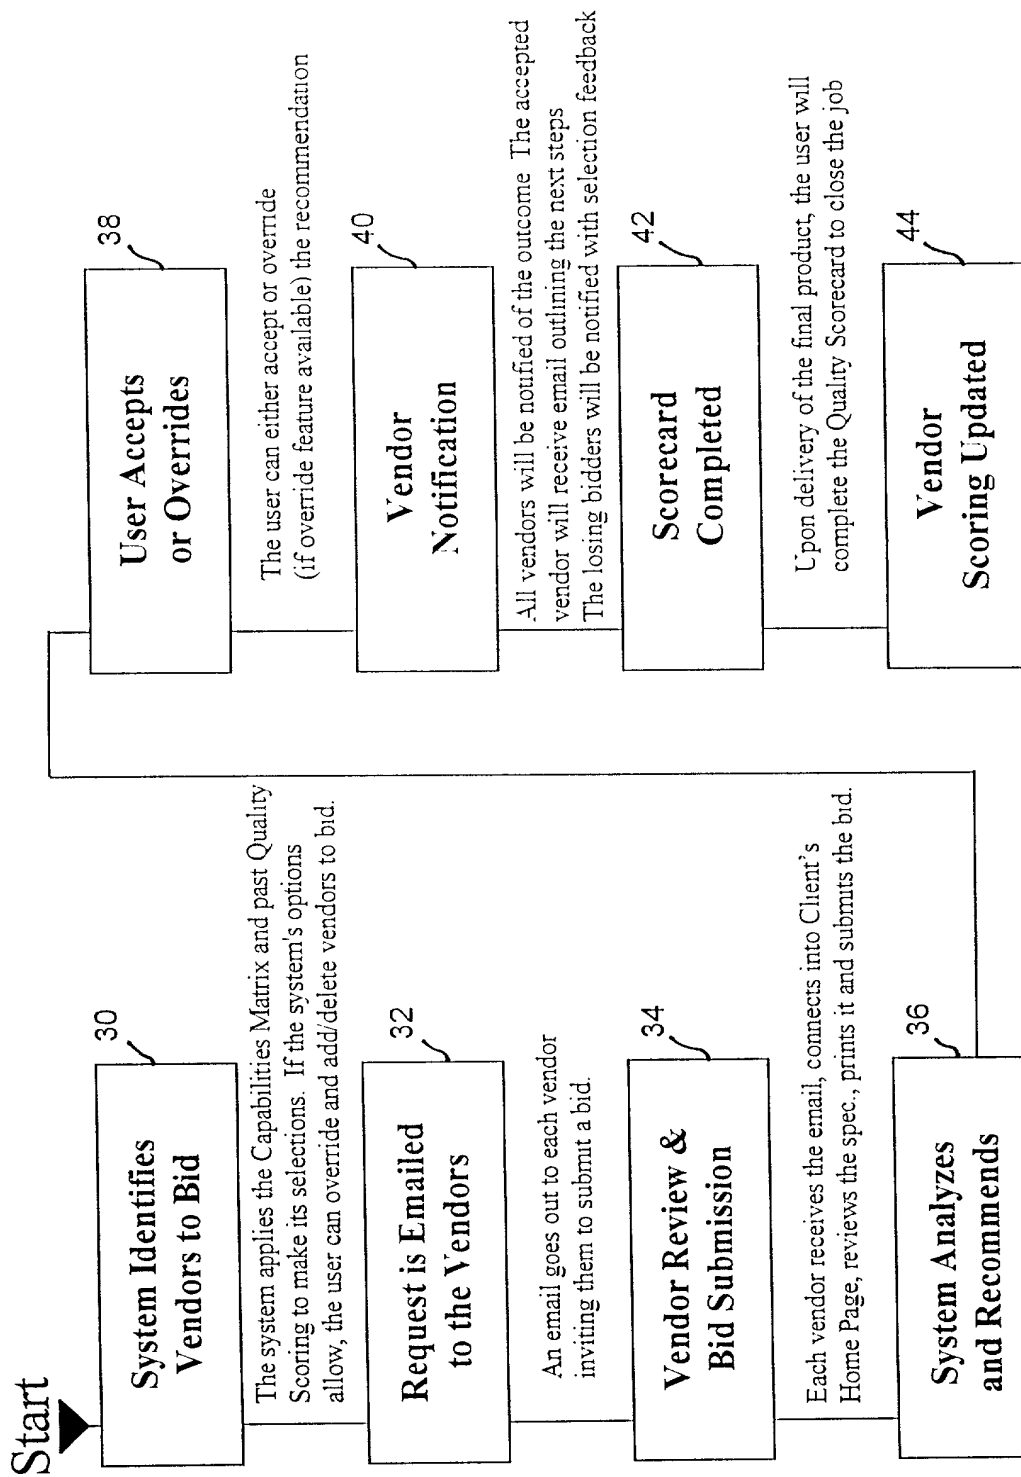 Start
30
System Identifies
Vendors to Bid
The system applies the Capabilities Matrix and past Quality
Scoring to make its selections. If the system's options
allow, the user can override and add/delete vendors to bid.
32
Request is Emailed
to the Vendors
An email goes out to each vendor
inviting them to submit a bid.
34
Vendor Review &
Bid Submission
Each vendor receives the email, connects into Client's
Home Page, reviews the spec., prints it and submits the bid.
36
System Analyzes
and Recommends
38
User Accepts
or Overrides
The user can either accept or override
(if override feature available) the recommendation
40
Vendor
Notification
All vendors will be notified of the outcome The accepted
vendor will receive email outlining the next steps
The losing bidders will be notified with selection feedback
42
Scorecard
Completed
Upon delivery of the final product, the user will
complete the Quality Scorecard to close the job
44
Vendor
Scoring Updated